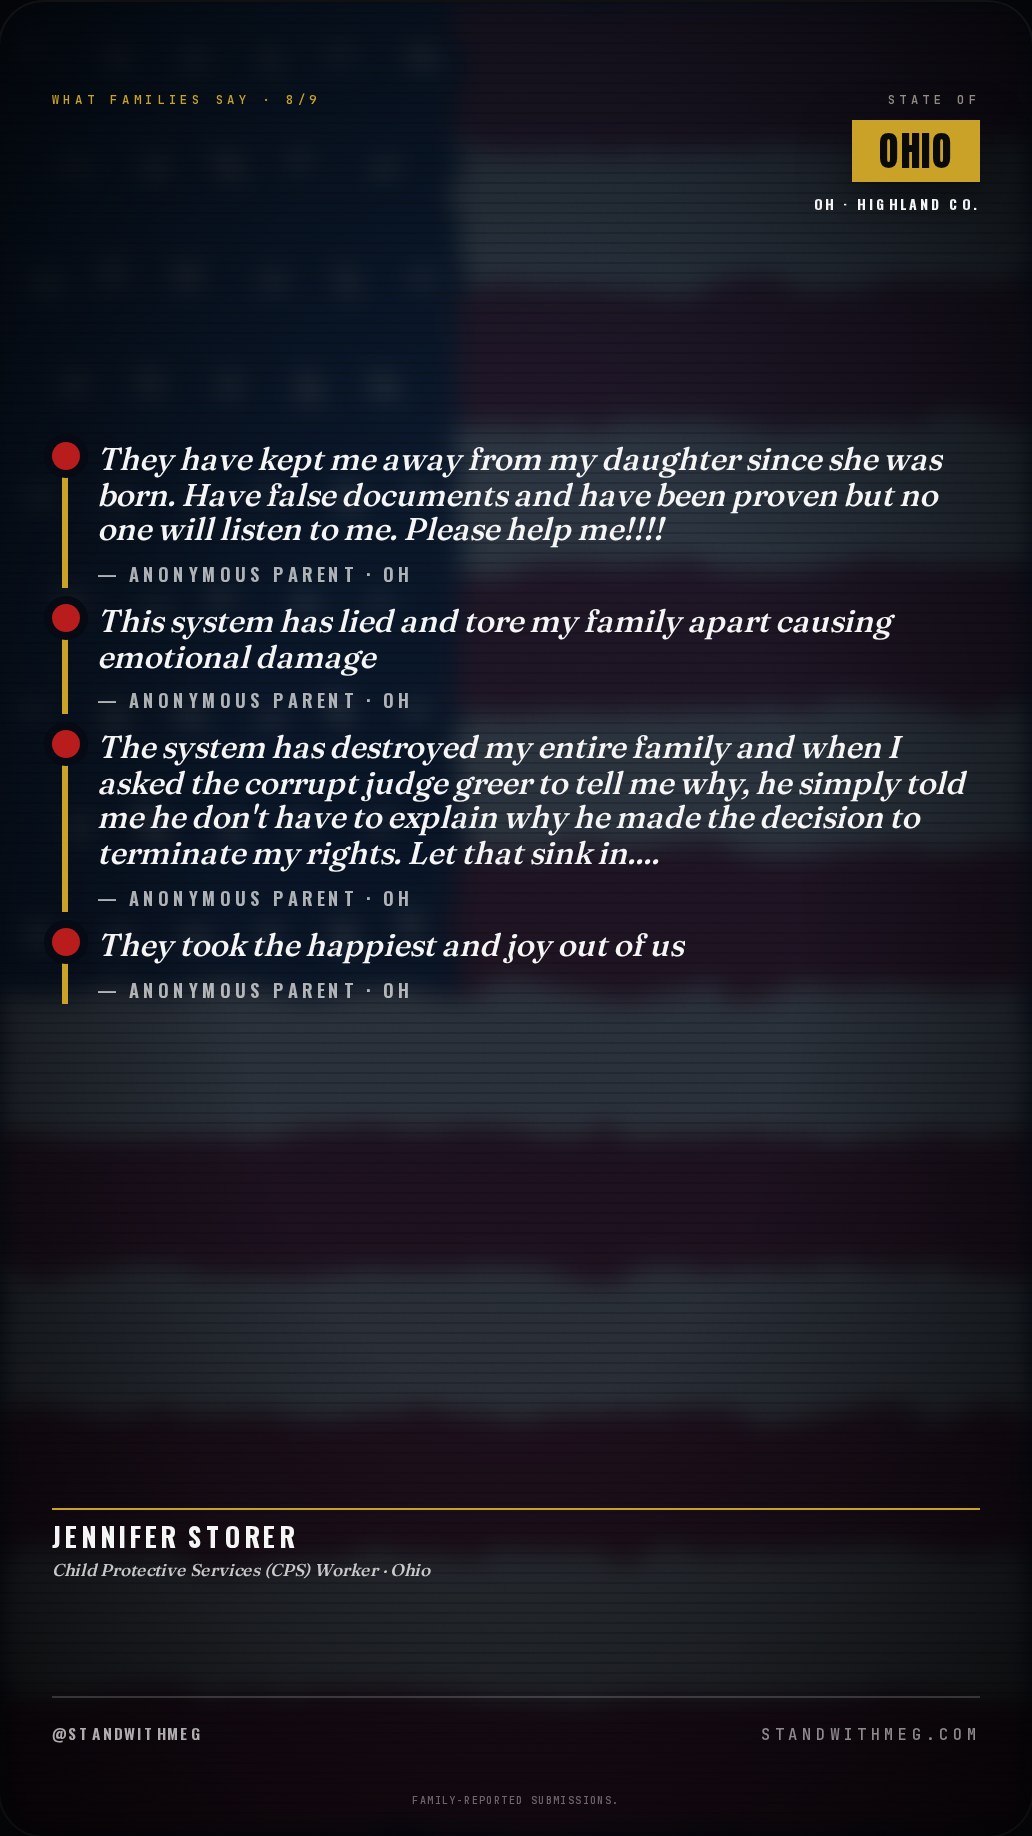 WHAT FAMILIES SAY · 8/9
STATE OF
OHIO
OH · HIGHLAND CO.
They have kept me away from my daughter since she was
born. Have false documents and have been proven but no
one will listen to me. Please help me!!!!
— ANONYMOUS PARENT · OH
This system has lied and tore my family apart causing
emotional damage
— ANONYMOUS PARENT · OH
The system has destroyed my entire family and when I
asked the corrupt judge greer to tell me why, he simply told
me he don't have to explain why he made the decision to
terminate my rights. Let that sink in....
— ANONYMOUS PARENT · OH
They took the happiest and joy out of us
— ANONYMOUS PARENT · OH
JENNIFER STORER
Child Protective Services (CPS) Worker · Ohio
@STANDWITHMEG
STANDWITHMEG.COM
FAMILY-REPORTED SUBMISSIONS.